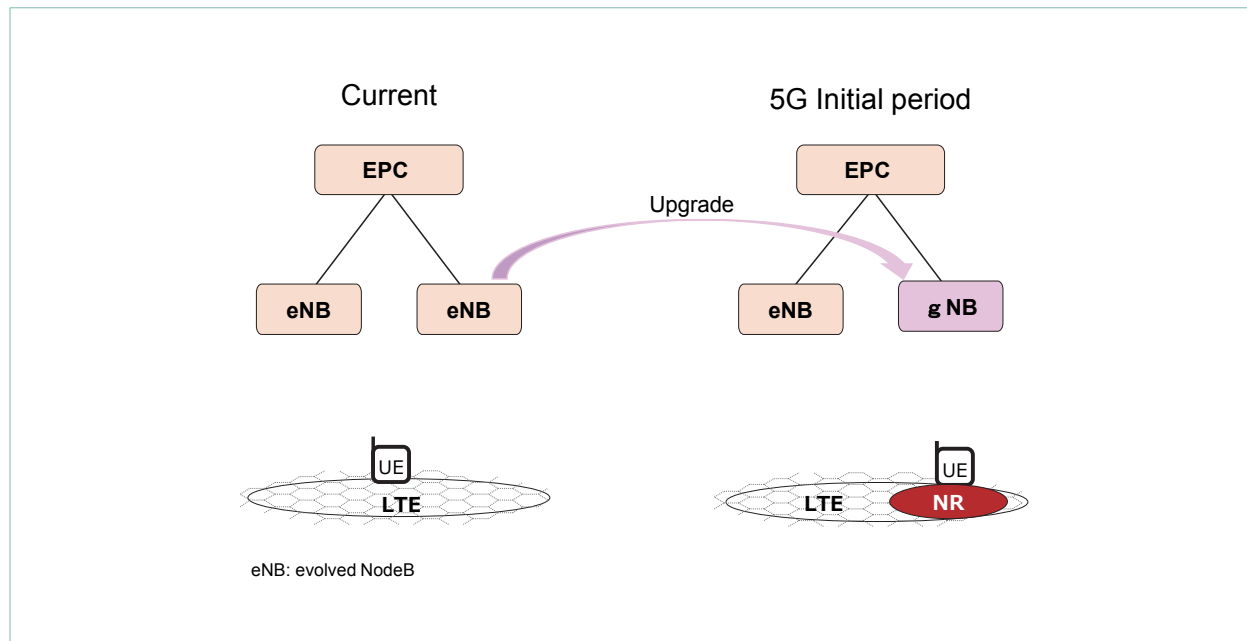 Current
5G Initial period
EPC
EPC
Upgrade
eNB
eNB
eNB
g NB
UE
UE
LTE
LTE
NR
eNB: evolved NodeB